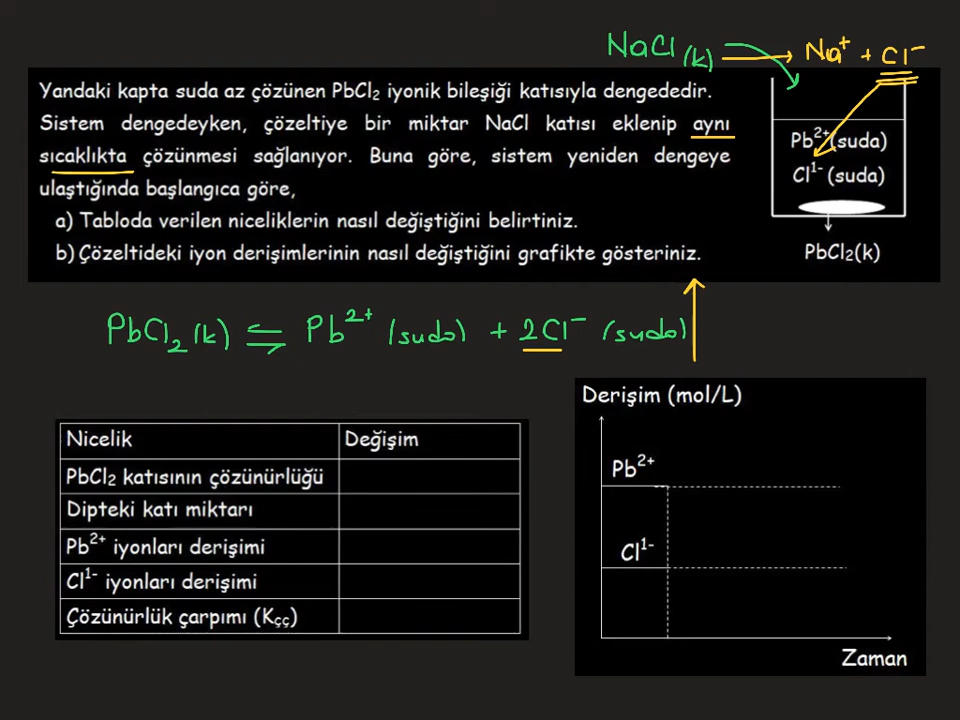 NaCl (k) → Na⁺ + Cl⁻
Yandaki kapta suda az çözünen PbCl₂ iyonik bileşiği katısıyla dengededir.
Sistem dengedeyken, çözeltiye bir miktar NaCl katısı eklenip aynı
sıcaklıkta çözünmesi sağlanıyor. Buna göre, sistem yeniden dengeye
ulaştığında başlangıca göre,
a) Tabloda verilen niceliklerin nasıl değiştiğini belirtiniz.
b) Çözeltideki iyon derişimlerinin nasıl değiştiğini grafikte gösteriniz.
Pb²⁺(suda)
Cl¹⁻ (suda)
PbCl₂(k)
PbCl₂ (k) ⇌ Pb²⁺ (suda) + 2Cl⁻ (suda)
Nicelik Değişim
PbCl₂ katısının çözünürlüğü
Dipteki katı miktarı
Pb²⁺ iyonları derişimi
Cl¹⁻ iyonları derişimi
Çözünürlük çarpımı (Kçç)
Derişim (mol/L)
Pb²⁺
Cl¹⁻
Zaman